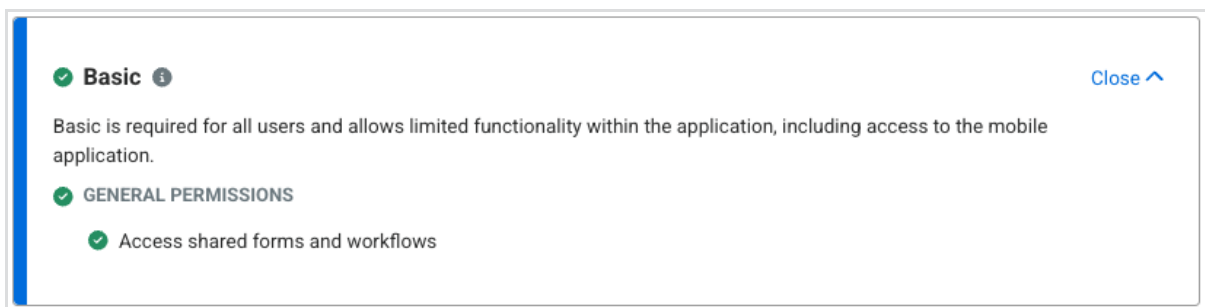 Basic
Close
Basic is required for all users and allows limited functionality within the application, including access to the mobile
application.
GENERAL PERMISSIONS
Access shared forms and workflows